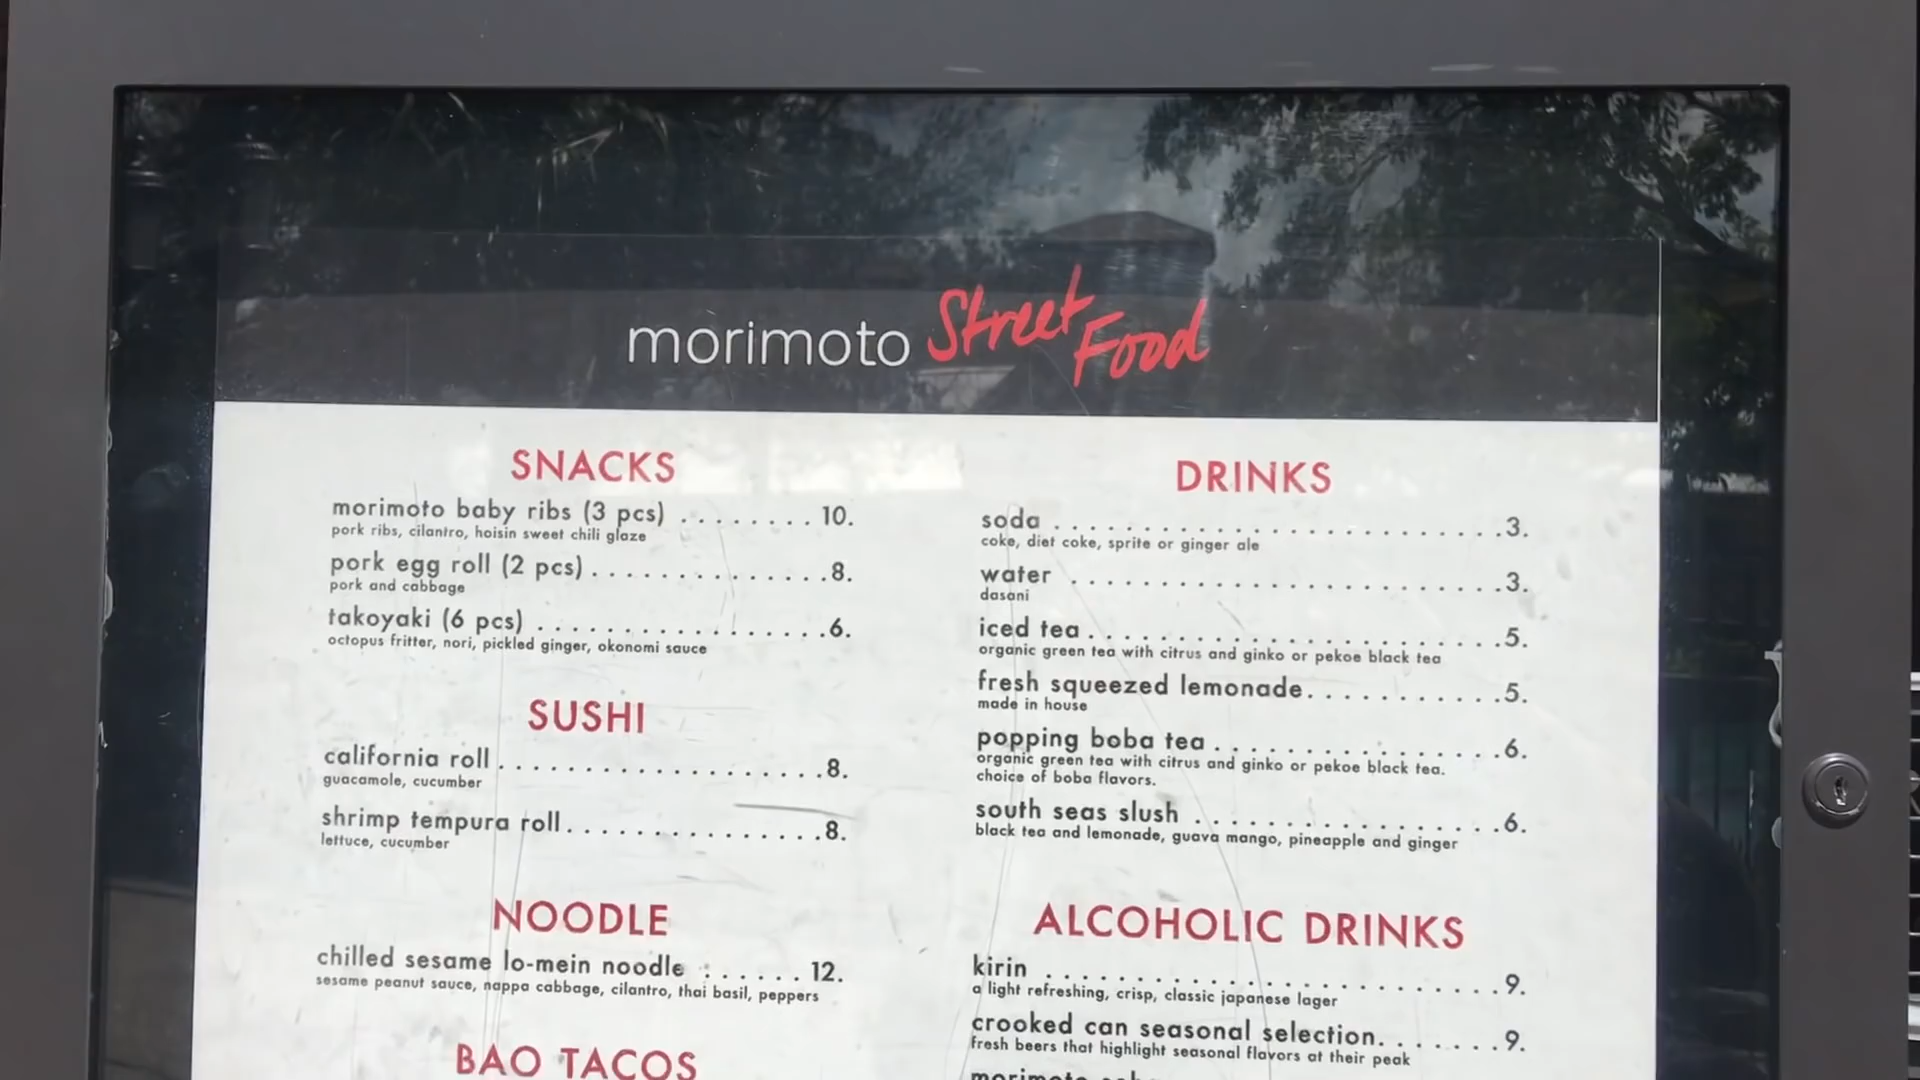 morimoto Street Food
SNACKS
morimoto baby ribs (3 pcs) ........ 10.
pork ribs, cilantro, hoisin sweet chili glaze
pork egg roll (2 pcs) .............. 8.
pork and cabbage
takoyaki (6 pcs) ................. 6.
octopus fritter, nori, pickled ginger, okonomi sauce
SUSHI
california roll ................... 8.
guacamole, cucumber
shrimp tempura roll ............... 8.
lettuce, cucumber
NOODLE
chilled sesame lo-mein noodle ...... 12.
sesame peanut sauce, nappa cabbage, cilantro, thai basil, peppers
BAO TACOS
DRINKS
soda ........................ 3.
coke, diet coke, sprite or ginger ale
water ....................... 3.
dasani
iced tea ...................... 5.
organic green tea with citrus and ginko or pekoe black tea
fresh squeezed lemonade ........... 5.
made in house
popping boba tea ................ 6.
organic green tea with citrus and ginko or pekoe black tea.
choice of boba flavors.
south seas slush ................. 6.
black tea and lemonade, guava mango, pineapple and ginger
ALCOHOLIC DRINKS
kirin ........................ 9.
a light refreshing, crisp, classic japanese lager
crooked can seasonal selection ....... 9.
fresh beers that highlight seasonal flavors at their peak
morimoto